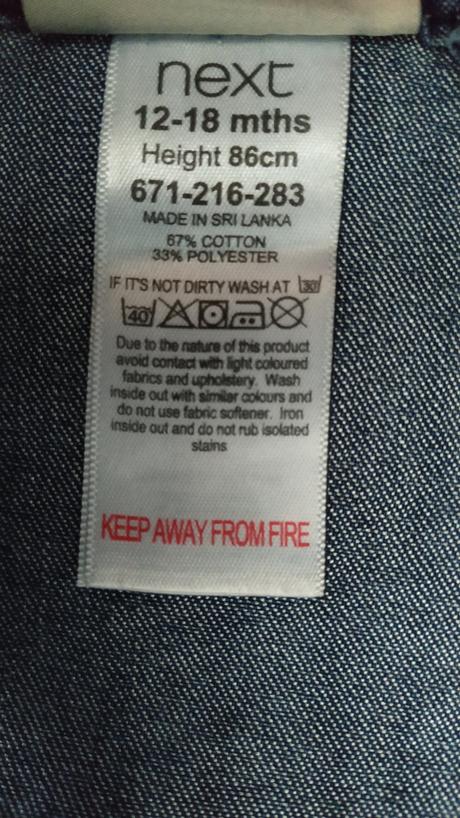 next
12-18 mths
Height 86cm
671-216-283
MADE IN SRI LANKA
67% COTTON
33% POLYESTER
IF IT'S NOT DIRTY WASH AT 30
40
Due to the nature of this product
avoid contact with light coloured
fabrics and upholstery. Wash
inside out with similar colours and
do not use fabric softener. Iron
inside out and do not rub isolated
stains
KEEP AWAY FROM FIRE